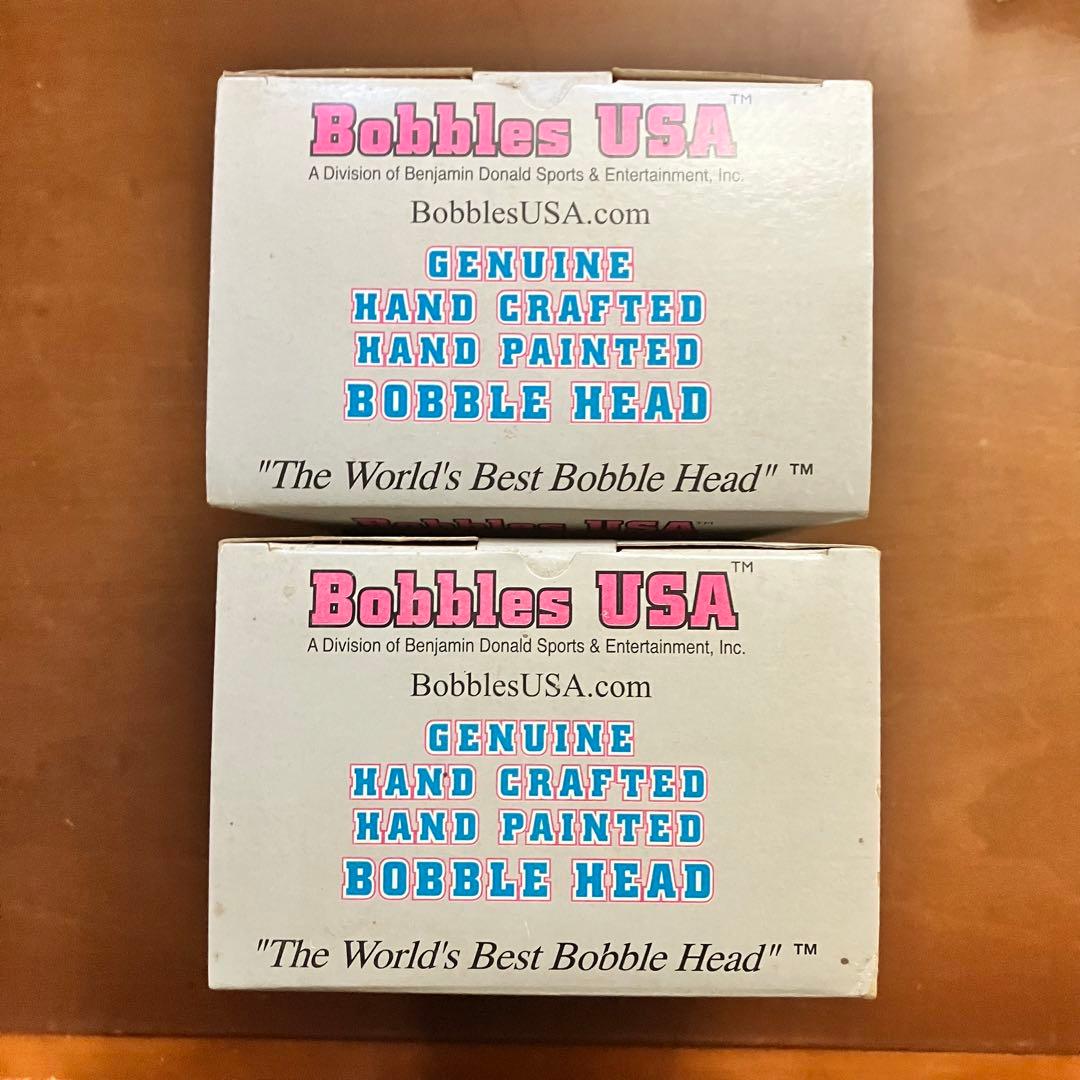 Bobbles USA™
A Division of Benjamin Donald Sports & Entertainment, Inc.
BobblesUSA.com
GENUINE
HAND CRAFTED
HAND PAINTED
BOBBLE HEAD
"The World's Best Bobble Head" ™
Bobbles USA™
Bobbles USA™
A Division of Benjamin Donald Sports & Entertainment, Inc.
BobblesUSA.com
GENUINE
HAND CRAFTED
HAND PAINTED
BOBBLE HEAD
"The World's Best Bobble Head" ™